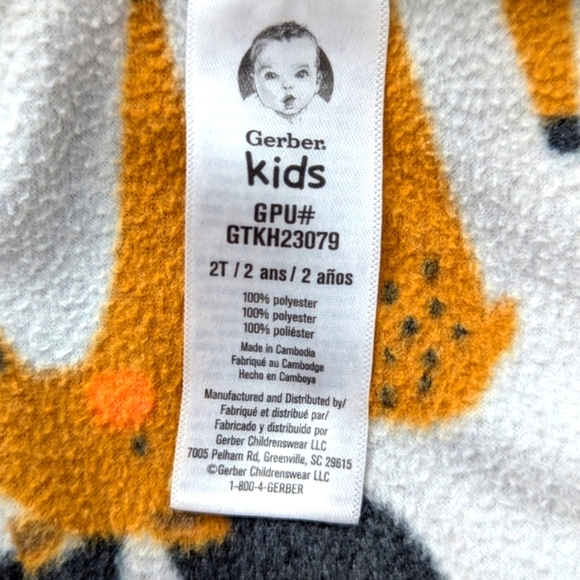 Gerber.
kids
GPU#
GTKH23079
2T / 2 ans / 2 años
100% polyester
100% polyester
100% poliéster
Made in Cambodia
Fabriqué au Cambodge
Hecho en Camboya
Manufactured and Distributed by/
Fabriqué et distribué par/
Fabricado y distribuido por
Gerber Childrenswear LLC
7005 Pelham Rd, Greenville, SC 29615
©Gerber Childrenswear LLC
1-800-4-GERBER